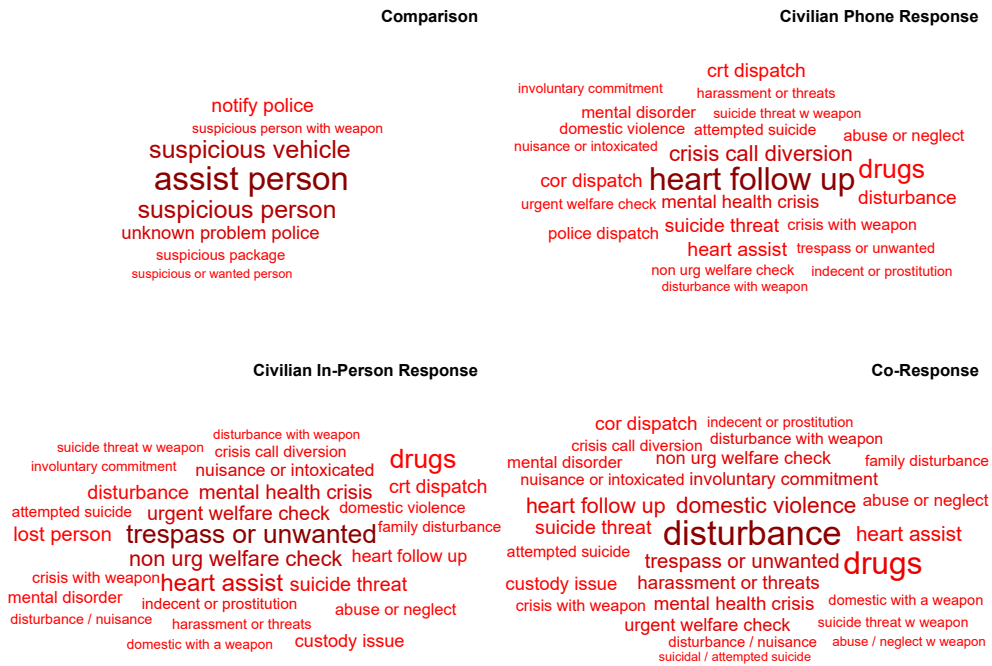 Comparison
notify police
suspicious person with weapon
suspicious vehicle
assist person
suspicious person
unknown problem police
suspicious package
suspicious or wanted person
Civilian Phone Response
crt dispatch
involuntary commitment
harassment or threats
mental disorder
suicide threat w weapon
domestic violence
attempted suicide
abuse or neglect
nuisance or intoxicated
crisis call diversion
drugs
cor dispatch
heart follow up
disturbance
urgent welfare check
mental health crisis
suicide threat
crisis with weapon
police dispatch
heart assist
trespass or unwanted
non urg welfare check
indecent or prostitution
disturbance with weapon
Civilian In-Person Response
disturbance with weapon
suicide threat w weapon
crisis call diversion
drugs
involuntary commitment
nuisance or intoxicated
disturbance
mental health crisis
crt dispatch
attempted suicide
urgent welfare check
domestic violence
lost person
trespass or unwanted
family disturbance
non urg welfare check
heart follow up
crisis with weapon
heart assist
suicide threat
mental disorder
indecent or prostitution
abuse or neglect
disturbance / nuisance
harassment or threats
domestic with a weapon
custody issue
Co-Response
cor dispatch
indecent or prostitution
crisis call diversion
disturbance with weapon
mental disorder
non urg welfare check
family disturbance
nuisance or intoxicated
involuntary commitment
heart follow up
domestic violence
abuse or neglect
suicide threat
disturbance
heart assist
attempted suicide
trespass or unwanted
drugs
custody issue
harassment or threats
crisis with weapon
mental health crisis
domestic with a weapon
urgent welfare check
suicide threat w weapon
disturbance / nuisance
abuse / neglect w weapon
suicidal / attempted suicide